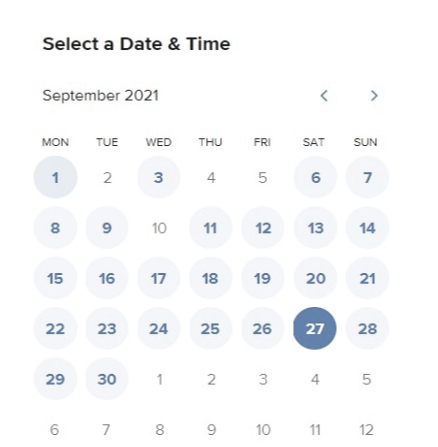 Select a Date & Time
September 2021
MON TUE WED THU FRI SAT SUN
1 2 3 4 5 6 7
8 9 10 11 12 13 14
15 16 17 18 19 20 21
22 23 24 25 26 27 28
29 30 1 2 3 4 5
6 7 8 9 10 11 12